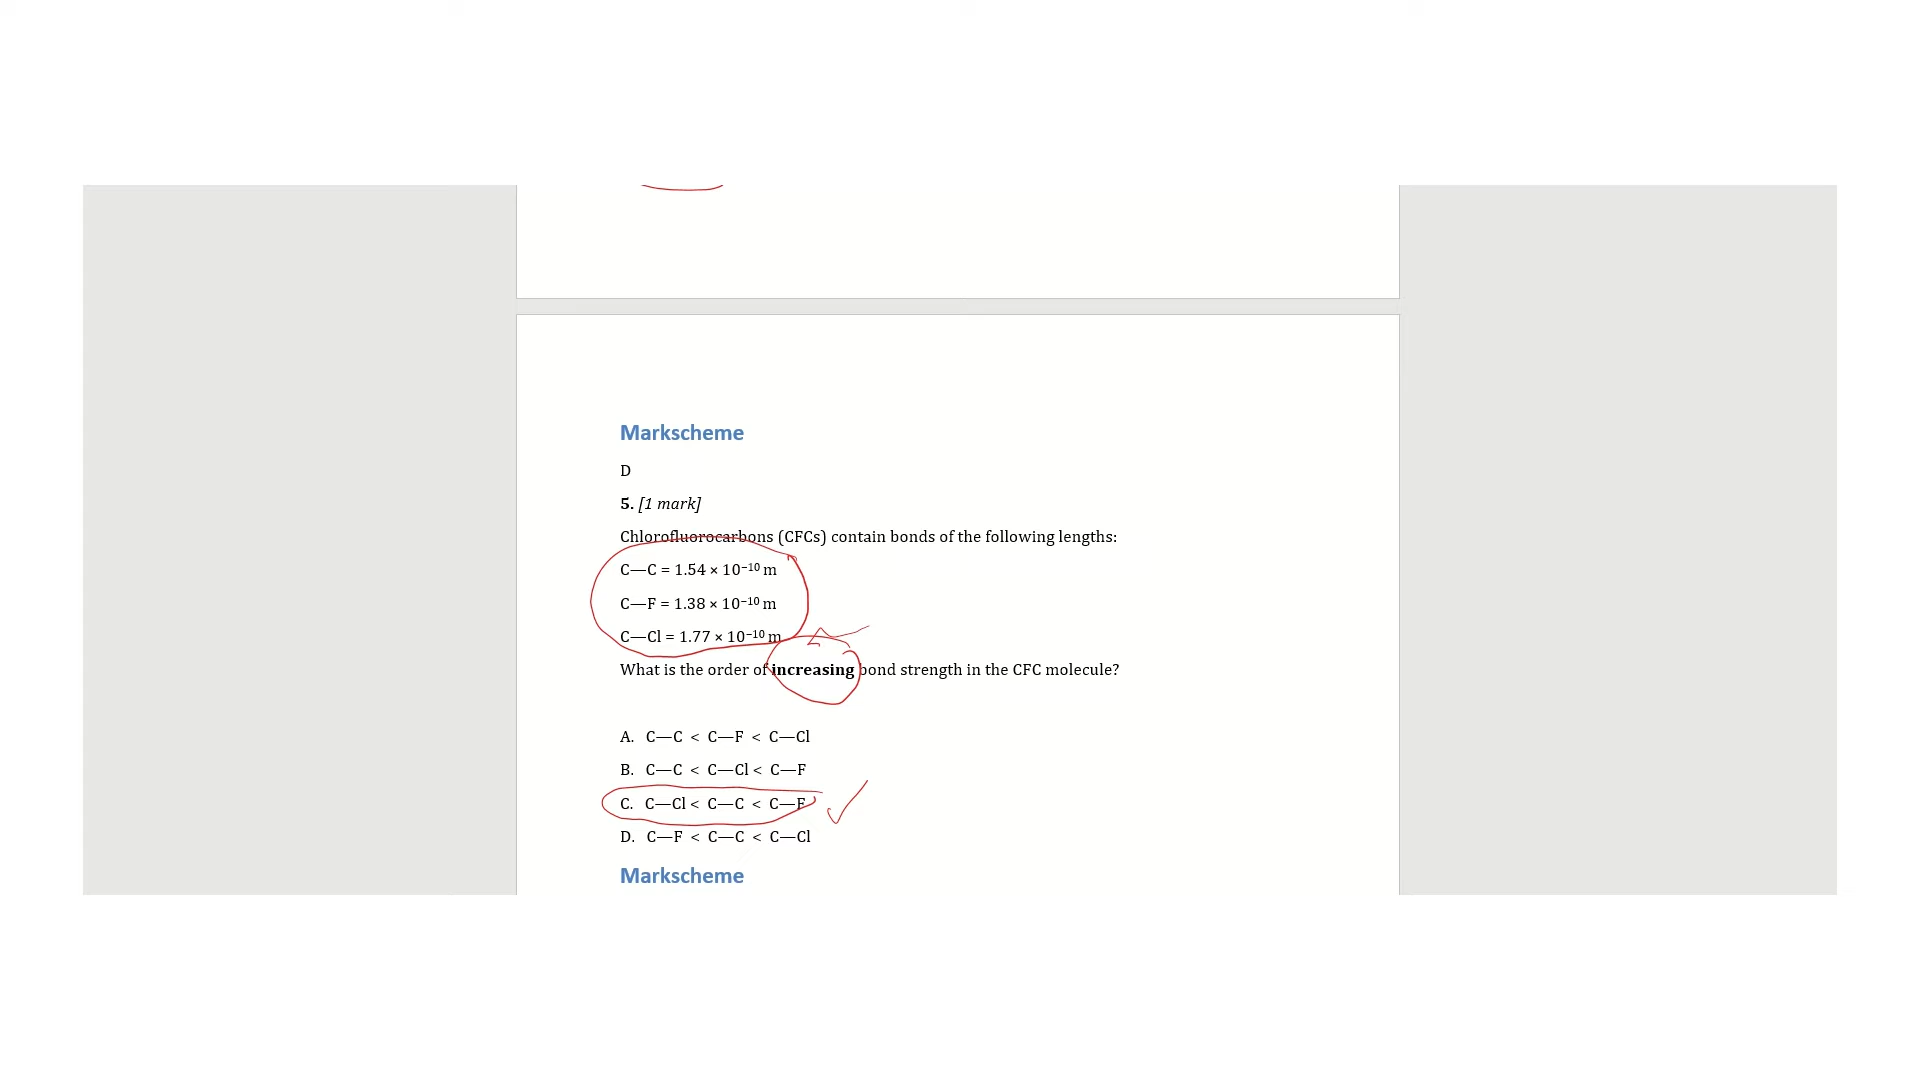 Markscheme
D
5. [1 mark]
Chlorofluorocarbons (CFCs) contain bonds of the following lengths:
C—C = 1.54 × 10⁻¹⁰ m
C—F = 1.38 × 10⁻¹⁰ m
C—Cl = 1.77 × 10⁻¹⁰ m
What is the order of increasing bond strength in the CFC molecule?
A. C—C < C—F < C—Cl
B. C—C < C—Cl < C—F
C. C—Cl < C—C < C—F
D. C—F < C—C < C—Cl
Markscheme